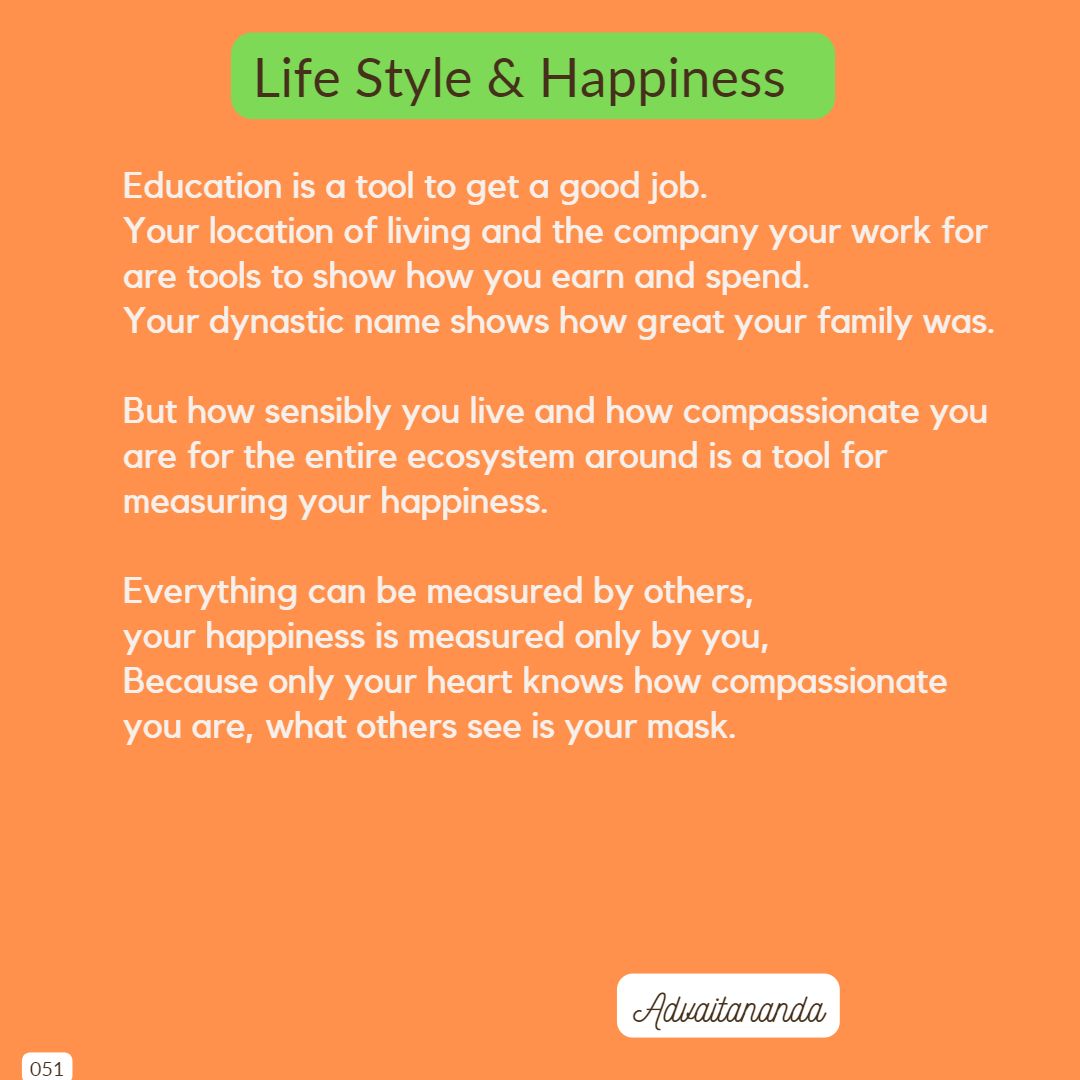 Life Style & Happiness
Education is a tool to get a good job.
Your location of living and the company your work for
are tools to show how you earn and spend.
Your dynastic name shows how great your family was.
But how sensibly you live and how compassionate you
are for the entire ecosystem around is a tool for
measuring your happiness.
Everything can be measured by others,
your happiness is measured only by you,
Because only your heart knows how compassionate
you are, what others see is your mask.
Advaitananda
051